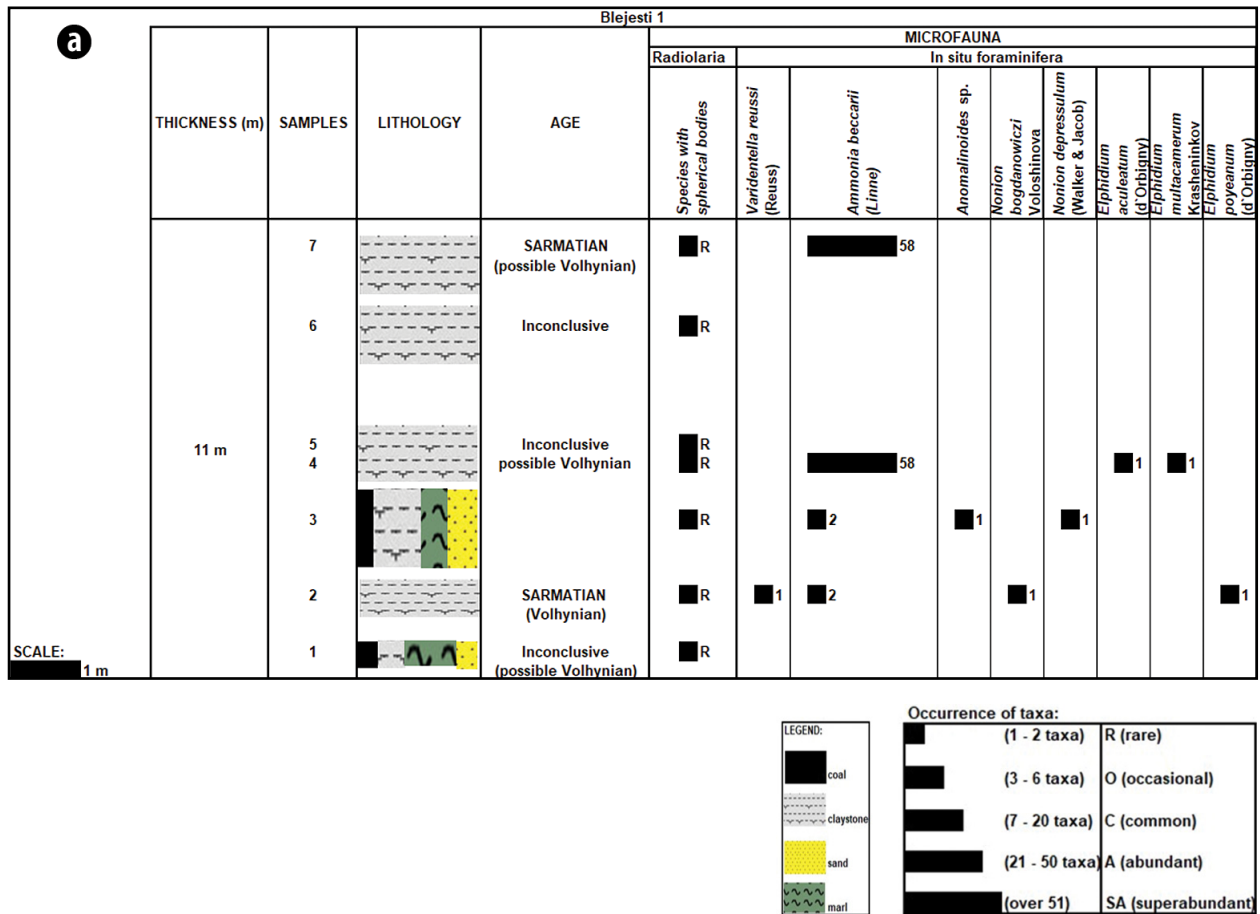 Blejesti 1
a
MICROFAUNA
Radiolaria
In situ foraminifera
THICKNESS (m)
SAMPLES
LITHOLOGY
AGE
Species with
spherical bodies
Varidentella reussi
(Reuss)
Ammonia beccarii
(Linne)
Anomalinoides sp.
Nonion
bogdanowiczi
Voloshinova
Nonion depressulum
(Walker & Jacob)
Elphidium
aculeatum
(d`Orbigny)
Elphidium
multacamerum
Krasheninkov
Elphidium
poyeanum
(d`Orbigny)
7
SARMATIAN
(possible Volhynian)
R
58
6
Inconclusive
R
11 m
5
Inconclusive
R
4
possible Volhynian
R
58
1
1
3
R
2
1
1
2
SARMATIAN
(Volhynian)
R
1
2
1
1
1
Inconclusive
(possible Volhynian)
R
SCALE:
1 m
LEGEND:
coal
claystone
sand
marl
Occurrence of taxa:
(1 - 2 taxa) R (rare)
(3 - 6 taxa) O (occasional)
(7 - 20 taxa) C (common)
(21 - 50 taxa) A (abundant)
(over 51) SA (superabundant)